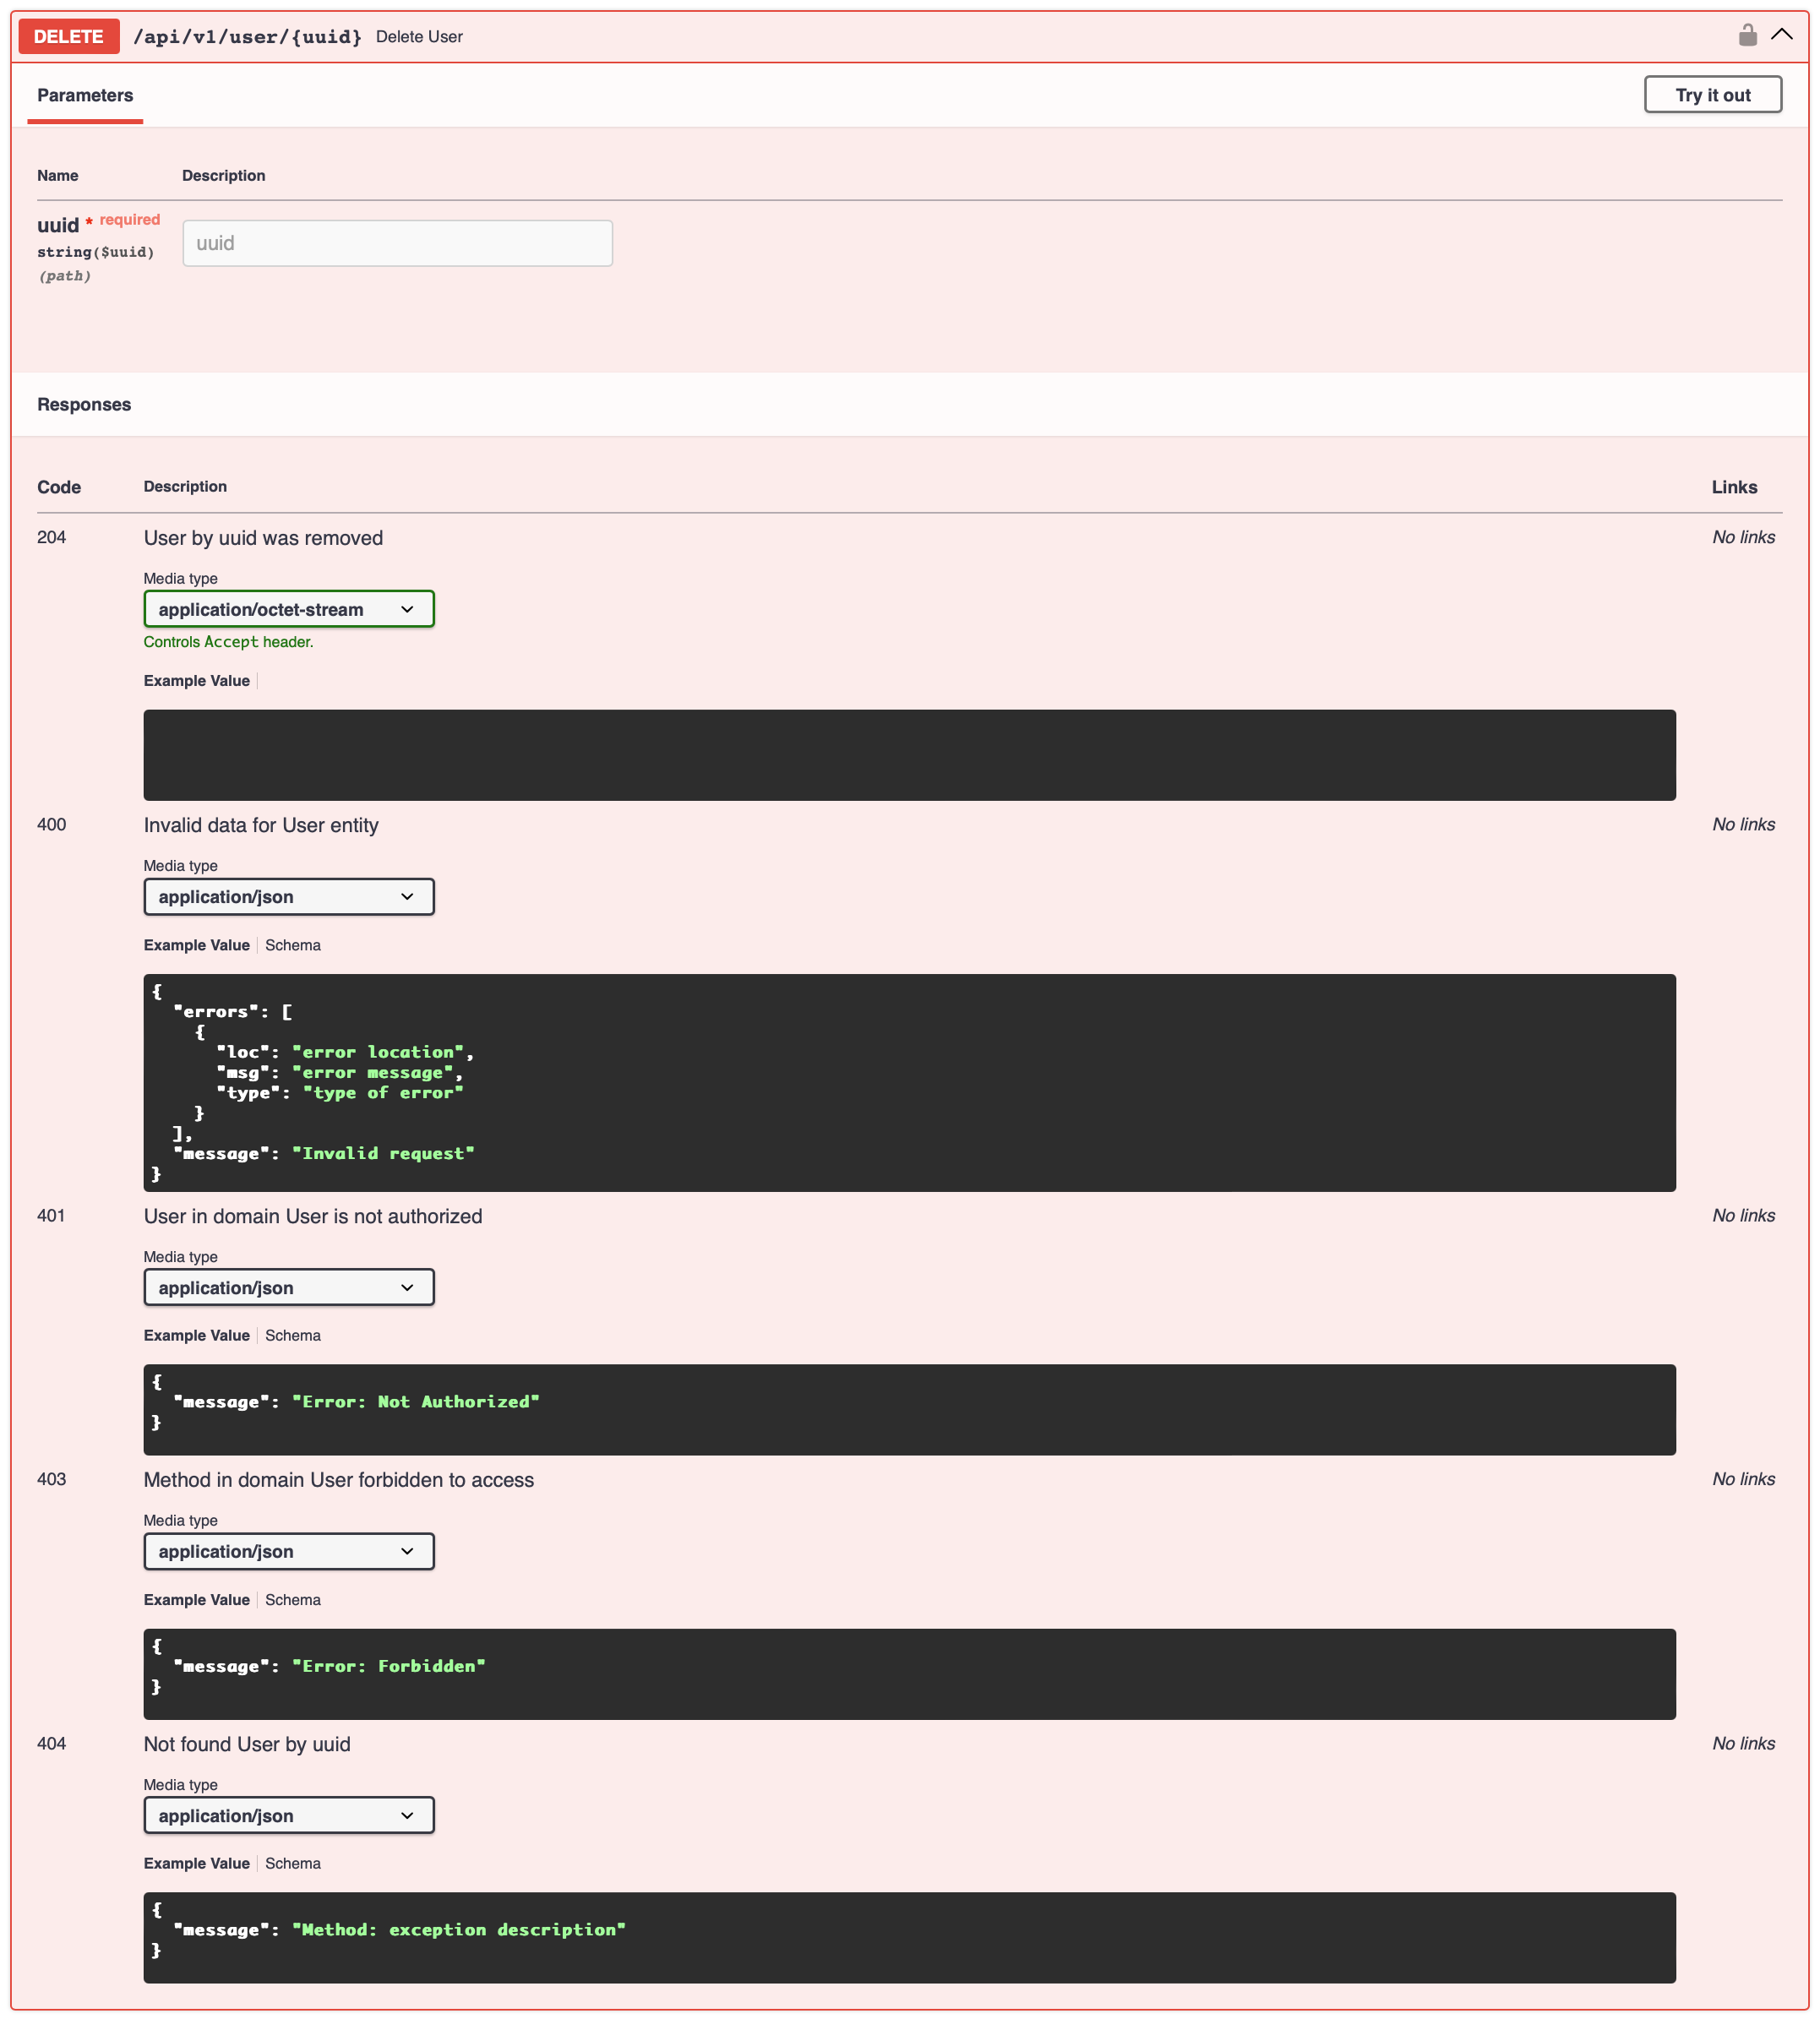 DELETE /api/v1/user/{uuid} Delete User
Parameters Try it out
Name Description
uuid * required
string($uuid)
(path)
uuid
Responses
Code Description Links
204 User by uuid was removed No links
Media type
application/octet-stream
Controls Accept header.
Example Value
400 Invalid data for User entity No links
Media type
application/json
Example Value Schema
{
  "errors": [
    {
      "loc": "error location",
      "msg": "error message",
      "type": "type of error"
    }
  ],
  "message": "Invalid request"
}
401 User in domain User is not authorized No links
Media type
application/json
Example Value Schema
{
  "message": "Error: Not Authorized"
}
403 Method in domain User forbidden to access No links
Media type
application/json
Example Value Schema
{
  "message": "Error: Forbidden"
}
404 Not found User by uuid No links
Media type
application/json
Example Value Schema
{
  "message": "Method: exception description"
}